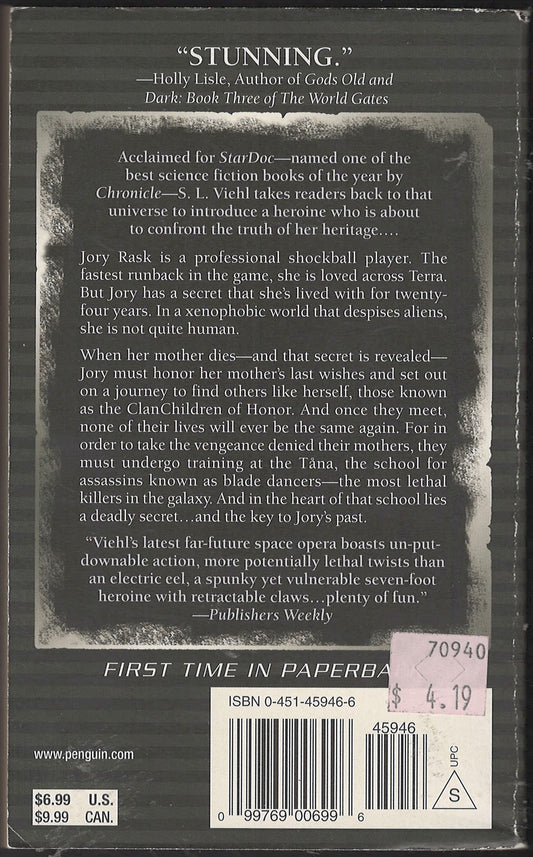 “STUNNING.”
—Holly Lisle, Author of Gods Old and
Dark: Book Three of The World Gates
Acclaimed for StarDoc—named one of the
best science fiction books of the year by
Chronicle—S. L. Viehl takes readers back to that
universe to introduce a heroine who is about
to confront the truth of her heritage....
Jory Rask is a professional shockball player. The
fastest runback in the game, she is loved across Terra.
But Jory has a secret that she’s lived with for twenty-
four years. In a xenophobic world that despises aliens,
she is not quite human.
When her mother dies—and that secret is revealed—
Jory must honor her mother’s last wishes and set out
on a journey to find others like herself, those known
as the ClanChildren of Honor. And once they meet,
none of their lives will ever be the same again. For in
order to take the vengeance denied their mothers, they
must undergo training at the Tåna, the school for
assassins known as blade dancers—the most lethal
killers in the galaxy. And in the heart of that school lies
a deadly secret...and the key to Jory’s past.
“Viehl’s latest far-future space opera boasts un-put-
downable action, more potentially lethal twists than
an electric eel, a spunky yet vulnerable seven-foot
heroine with retractable claws...plenty of fun.”
—Publishers Weekly
FIRST TIME IN PAPERBA
70940
$ 4.19
ISBN 0-451-45946-6
45946
0 99769 00699 6
UPC
S
www.penguin.com
$6.99 U.S.
$9.99 CAN.